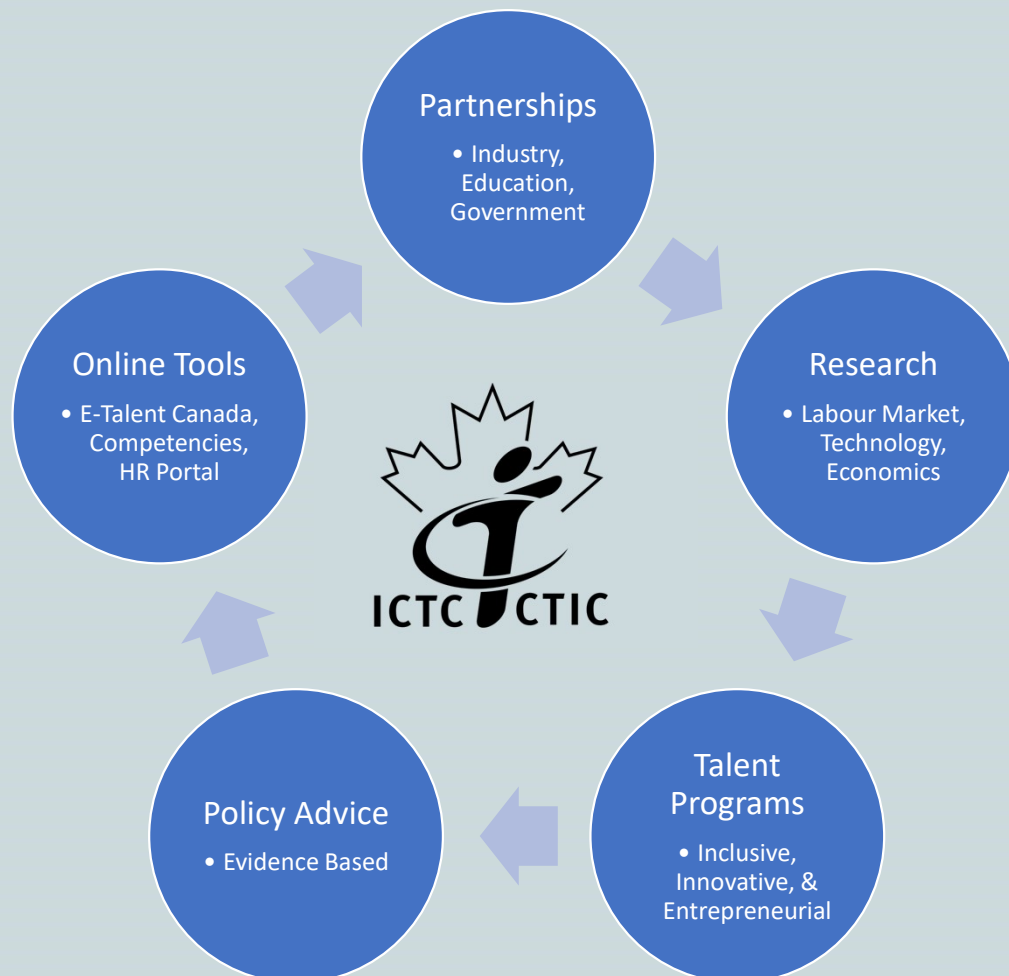 Partnerships
• Industry,
Education,
Government
Research
• Labour Market,
Technology,
Economics
Talent
Programs
• Inclusive,
Innovative, &
Entrepreneurial
Policy Advice
• Evidence Based
Online Tools
• E-Talent Canada,
Competencies,
HR Portal
ICTC CTIC